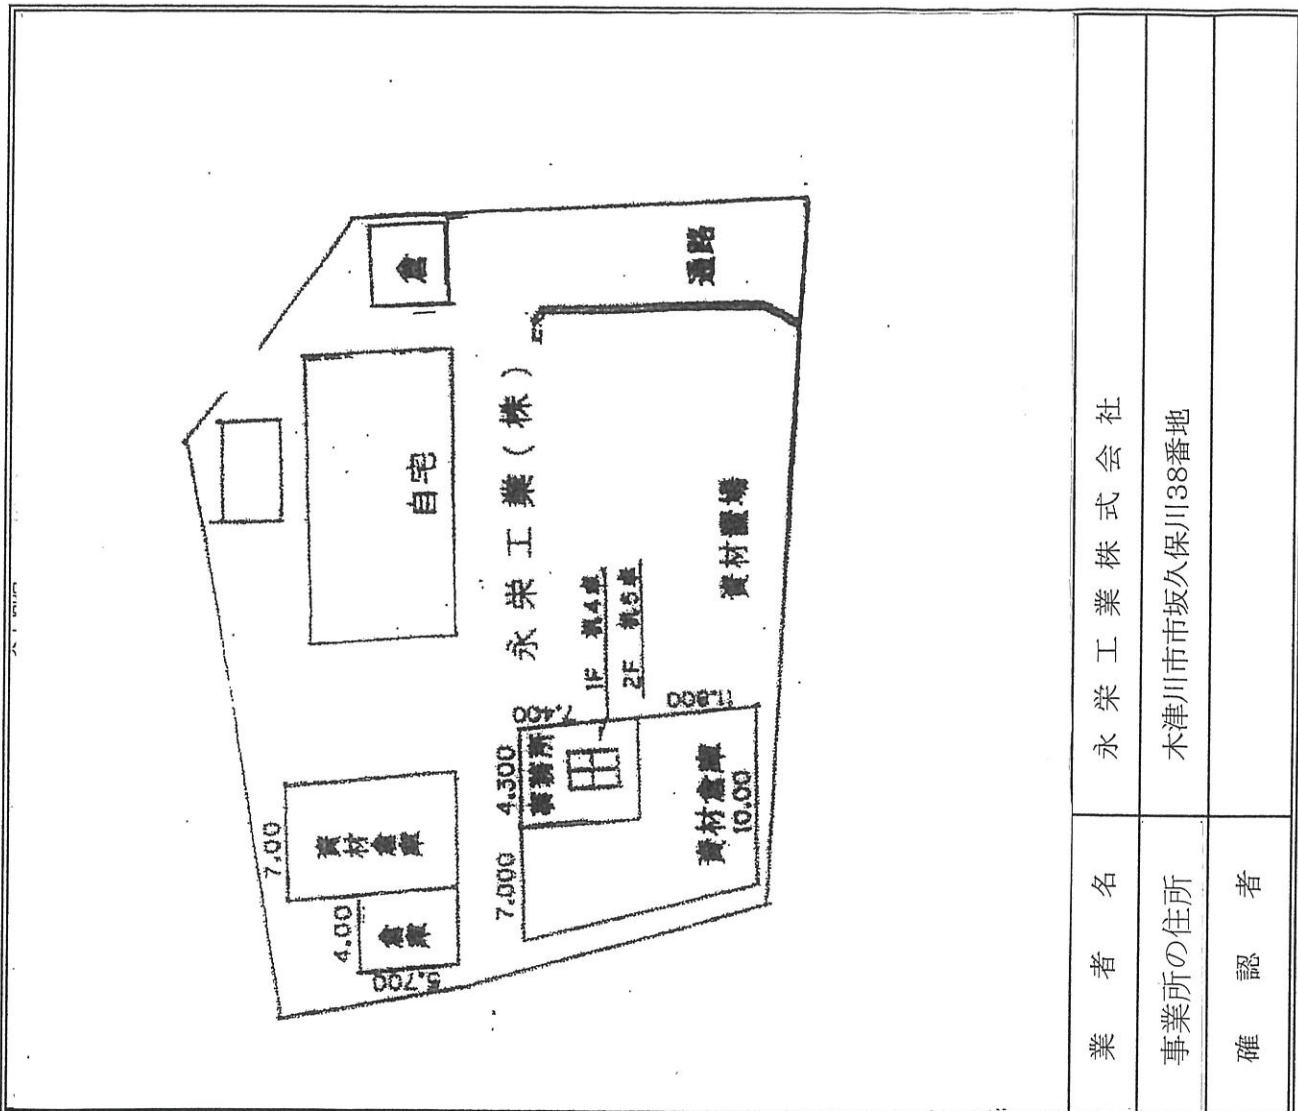 倉
通路
自宅
永栄工業(株)
1F 机4卓
2F 机5卓
資材置場
7.00
資材倉庫
4.00
倉庫
5.700
7.000
4.300
7.400
事務所
11.800
資材倉庫
10.00
業者名 永栄工業株式会社
事業所の住所 木津川市市坂久保川38番地
確認者